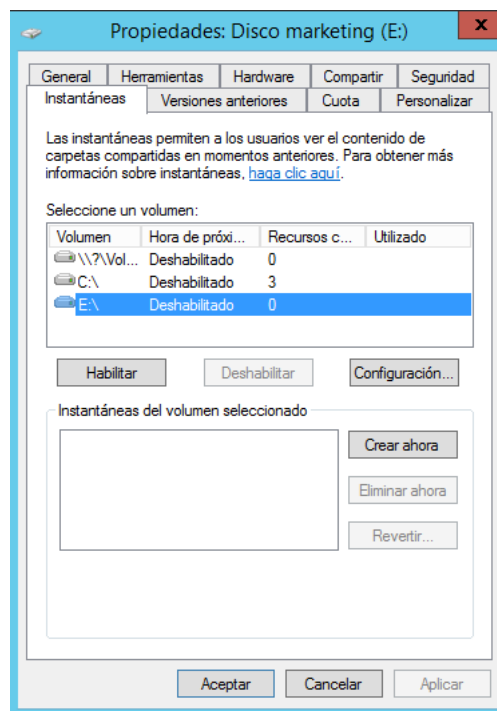 Propiedades: Disco marketing (E:)
x
General Herramientas Hardware Compartir Seguridad
Instantáneas Versiones anteriores Cuota Personalizar
Las instantáneas permiten a los usuarios ver el contenido de
carpetas compartidas en momentos anteriores. Para obtener más
información sobre instantáneas, haga clic aquí.
Seleccione un volumen:
Volumen Hora de próxi... Recursos c... Utilizado
\\?\Vol... Deshabilitado 0
C:\ Deshabilitado 3
E:\ Deshabilitado 0
Habilitar Deshabilitar Configuración...
Instantáneas del volumen seleccionado
Crear ahora
Eliminar ahora
Revertir...
Aceptar Cancelar Aplicar